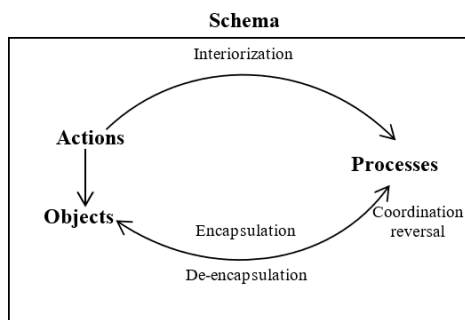 Schema
Interiorization
Actions
Processes
Objects
Coordination
reversal
Encapsulation
De-encapsulation